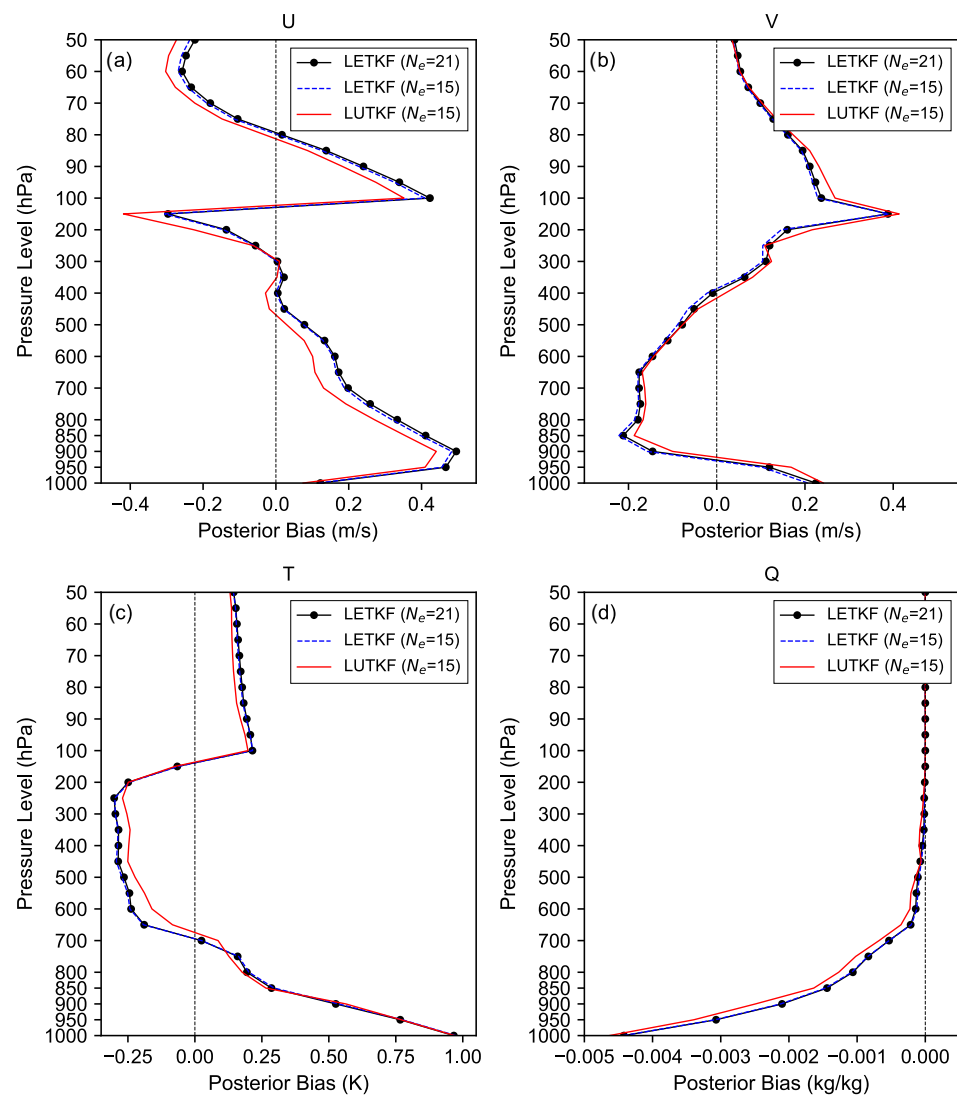 U
(a)
LETKF (Nₑ=21)
LETKF (Nₑ=15)
LUTKF (Nₑ=15)
50
60
70
80
90
100
200
300
400
500
600
700
800
850
900
950
1000
Pressure Level (hPa)
−0.4 −0.2 0.0 0.2 0.4
Posterior Bias (m/s)
V
(b)
LETKF (Nₑ=21)
LETKF (Nₑ=15)
LUTKF (Nₑ=15)
50
60
70
80
90
100
200
300
400
500
600
700
800
850
900
950
1000
Pressure Level (hPa)
−0.2 0.0 0.2 0.4
Posterior Bias (m/s)
T
(c)
LETKF (Nₑ=21)
LETKF (Nₑ=15)
LUTKF (Nₑ=15)
50
60
70
80
90
100
200
300
400
500
600
700
800
850
900
950
1000
Pressure Level (hPa)
−0.25 0.00 0.25 0.50 0.75 1.00
Posterior Bias (K)
Q
(d)
LETKF (Nₑ=21)
LETKF (Nₑ=15)
LUTKF (Nₑ=15)
50
60
70
80
90
100
200
300
400
500
600
700
800
850
900
950
1000
Pressure Level (hPa)
−0.005 −0.004 −0.003 −0.002 −0.001 0.000
Posterior Bias (kg/kg)